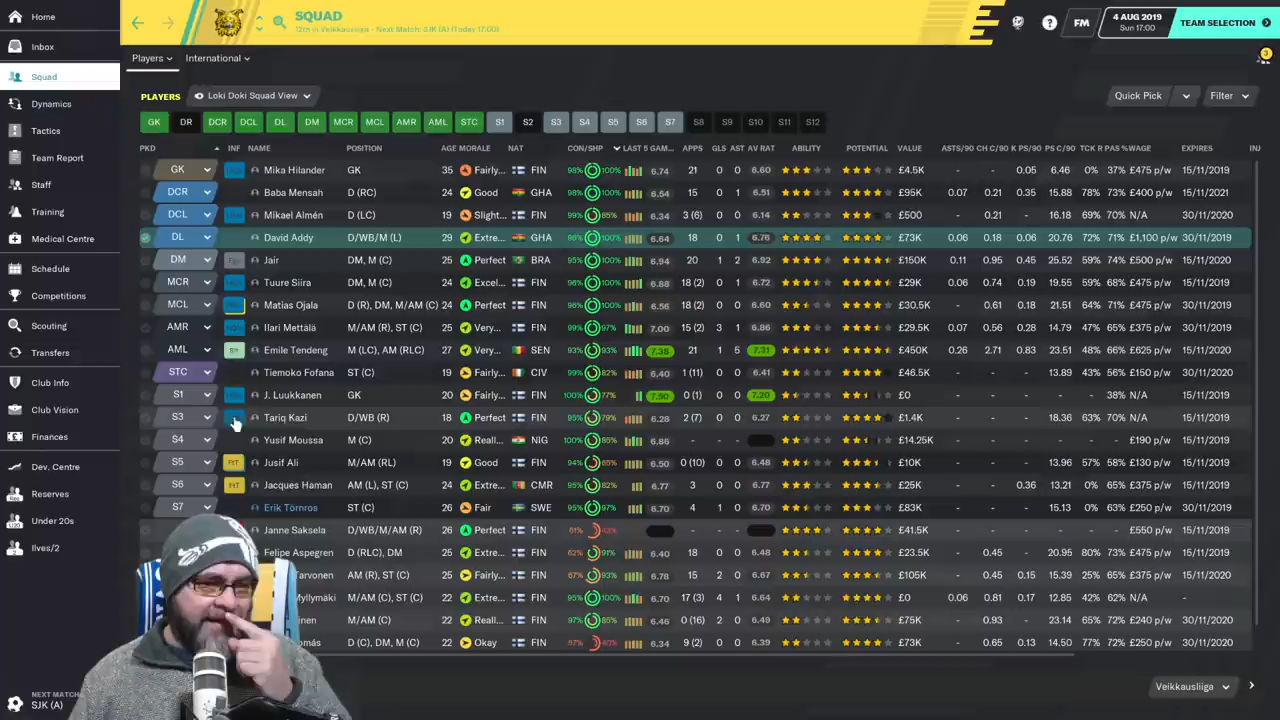 Home
SQUAD
12th in Veikkausliiga - Next Match: SJK (A) (Today 17:00)
FM
4 AUG 2019
Sun 17:00
TEAM SELECTION
Inbox
Squad
Dynamics
Tactics
Team Report
Staff
Training
Medical Centre
Schedule
Competitions
Scouting
Transfers
Club Info
Club Vision
Finances
Dev. Centre
Reserves
Under 20s
Ilves/2
NEXT MATCH
SJK (A)
Players International
3
PLAYERS Loki Doki Squad View Quick Pick Filter
GK DR DCR DCL DL DM MCR MCL AMR AML STC S1 S2 S3 S4 S5 S6 S7 S8 S9 S10 S11 S12
PKD INF NAME POSITION AGE MORALE NAT CON/SHP LAST 5 GAM... APPS GLS AST AV RAT ABILITY POTENTIAL VALUE ASTS/90 CH C/90 K PS/90 PS C/90 TCK R PAS % WAGE EXPIRES
GK Mika Hilander GK 35 Fairly... FIN 98% 100% 6.74 21 0 0 6.60 £4.5K - - 0.05 6.46 0% 37% £475 p/w 15/11/2019
DCR Baba Mensah D (RC) 24 Good GHA 98% 100% 6.54 15 0 1 6.51 £95K 0.07 0.21 0.35 15.88 78% 73% £400 p/w 15/11/2021
DCL Mikael Almén D (LC) 19 Slight... FIN 99% 85% 6.34 3 (6) 0 0 6.14 £500 - 0.21 - 16.18 69% 70% N/A 30/11/2020
DL David Addy D/WB/M (L) 29 Extre... GHA 96% 100% 6.64 18 0 1 6.76 £73K 0.06 0.18 0.06 20.76 72% 71% £1,100 p/w 30/11/2019
DM Jair DM, M (C) 25 Perfect BRA 95% 100% 6.94 20 1 2 6.92 £150K 0.11 0.95 0.45 25.52 59% 74% £500 p/w 15/11/2020
MCR Tuure Siira DM, M (C) 24 Excel... FIN 96% 100% 6.88 18 (2) 0 1 6.72 £29K 0.06 0.74 0.19 19.55 58% 68% £475 p/w 15/11/2019
MCL Matias Ojala D (R), DM, M/AM (C) 24 Perfect FIN 96% 100% 6.56 18 (2) 0 0 6.60 £30.5K - 0.61 0.18 21.51 64% 71% £475 p/w 15/11/2019
AMR Ilari Mettälä M/AM (R), ST (C) 25 Very... FIN 99% 97% 7.00 15 (2) 3 1 6.86 £29.5K 0.07 0.56 0.28 14.79 47% 65% £375 p/w 15/11/2019
AML Emile Tendeng M (LC), AM (RLC) 27 Very... SEN 93% 93% 7.38 21 1 5 7.31 £450K 0.26 2.71 0.83 23.51 48% 66% £625 p/w 15/11/2019
STC Tiemoko Fofana ST (C) 19 Fairly... CIV 99% 82% 6.40 1 (11) 0 0 6.41 £46.5K - - - 13.89 43% 56% £150 p/w 15/11/2020
S1 J. Luukkanen GK 20 Fairly... FIN 100% 77% 7.50 0 (1) 0 0 7.20 £0 - - - - - 38% N/A 15/11/2019
S3 Tariq Kazi D/WB (R) 18 Perfect FIN 95% 79% 6.28 2 (7) 0 0 6.27 £1.4K - - - 18.36 63% 70% N/A 15/11/2019
S4 Yusif Moussa M (C) 20 Reall... NIG 100% 85% 6.86 - - - £14.25K - - - - - - £190 p/w 15/11/2019
S5 PrT Jusif Ali M/AM (RL) 19 Good FIN 94% 65% 6.50 0 (10) 0 0 6.48 £10K - - - 13.96 57% 58% £130 p/w 15/11/2019
S6 PrT Jacques Haman AM (L), ST (C) 24 Extre... CMR 95% 82% 6.77 3 0 0 6.77 £25K - - 0.36 13.21 0% 65% £375 p/w 15/11/2019
S7 Erik Törnros ST (C) 26 Fair SWE 95% 97% 6.70 4 1 0 6.70 £83K - - - 15.13 0% 63% £250 p/w 15/11/2019
Janne Saksela D/WB/M/AM (R) 26 Perfect FIN 61% - - - £41.5K - - - - £550 p/w 15/11/2019
Felipe Aspegren D (RLC), DM 25 Extre... FIN 62% 91% 6.40 18 0 0 6.48 £23.5K - 0.45 - 20.95 80% 73% £475 p/w 15/11/2019
Tarvonen AM (R), ST (C) 25 Fairly... FIN 67% 93% 6.78 15 2 0 6.67 £105K - 0.45 0.15 15.39 25% 65% £375 p/w 15/11/2020
Myllymäki M/AM (C), ST (C) 22 Extre... FIN 95% 100% 6.70 17 (3) 4 1 6.64 £0 0.06 0.81 0.17 12.85 42% 62% N/A -
M/AM (C) 22 Reall... FIN 97% 85% 6.46 0 (16) 2 0 6.49 £75K - 0.93 - 23.14 65% 72% £240 p/w 15/11/2020
D (C), DM, M (C) 22 Okay FIN 6.34 9 (2) 0 0 6.39 £73K - 0.65 0.13 14.50 77% 72% £250 p/w 15/11/2020
Veikkausliiga